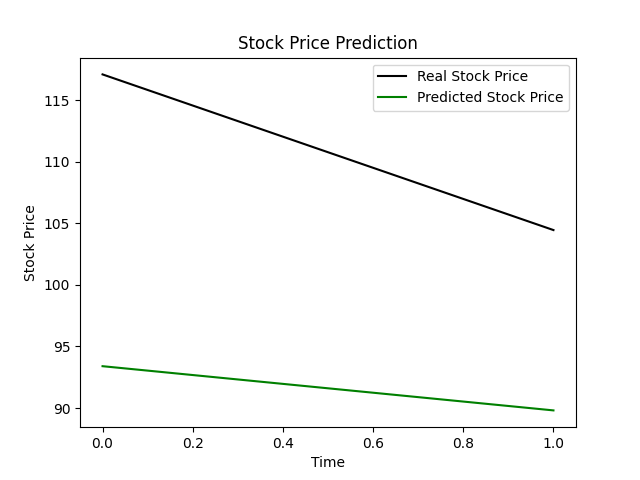 Stock Price Prediction
Real Stock Price
Predicted Stock Price
Stock Price
115
110
105
100
95
90
0.0 0.2 0.4 0.6 0.8 1.0
Time